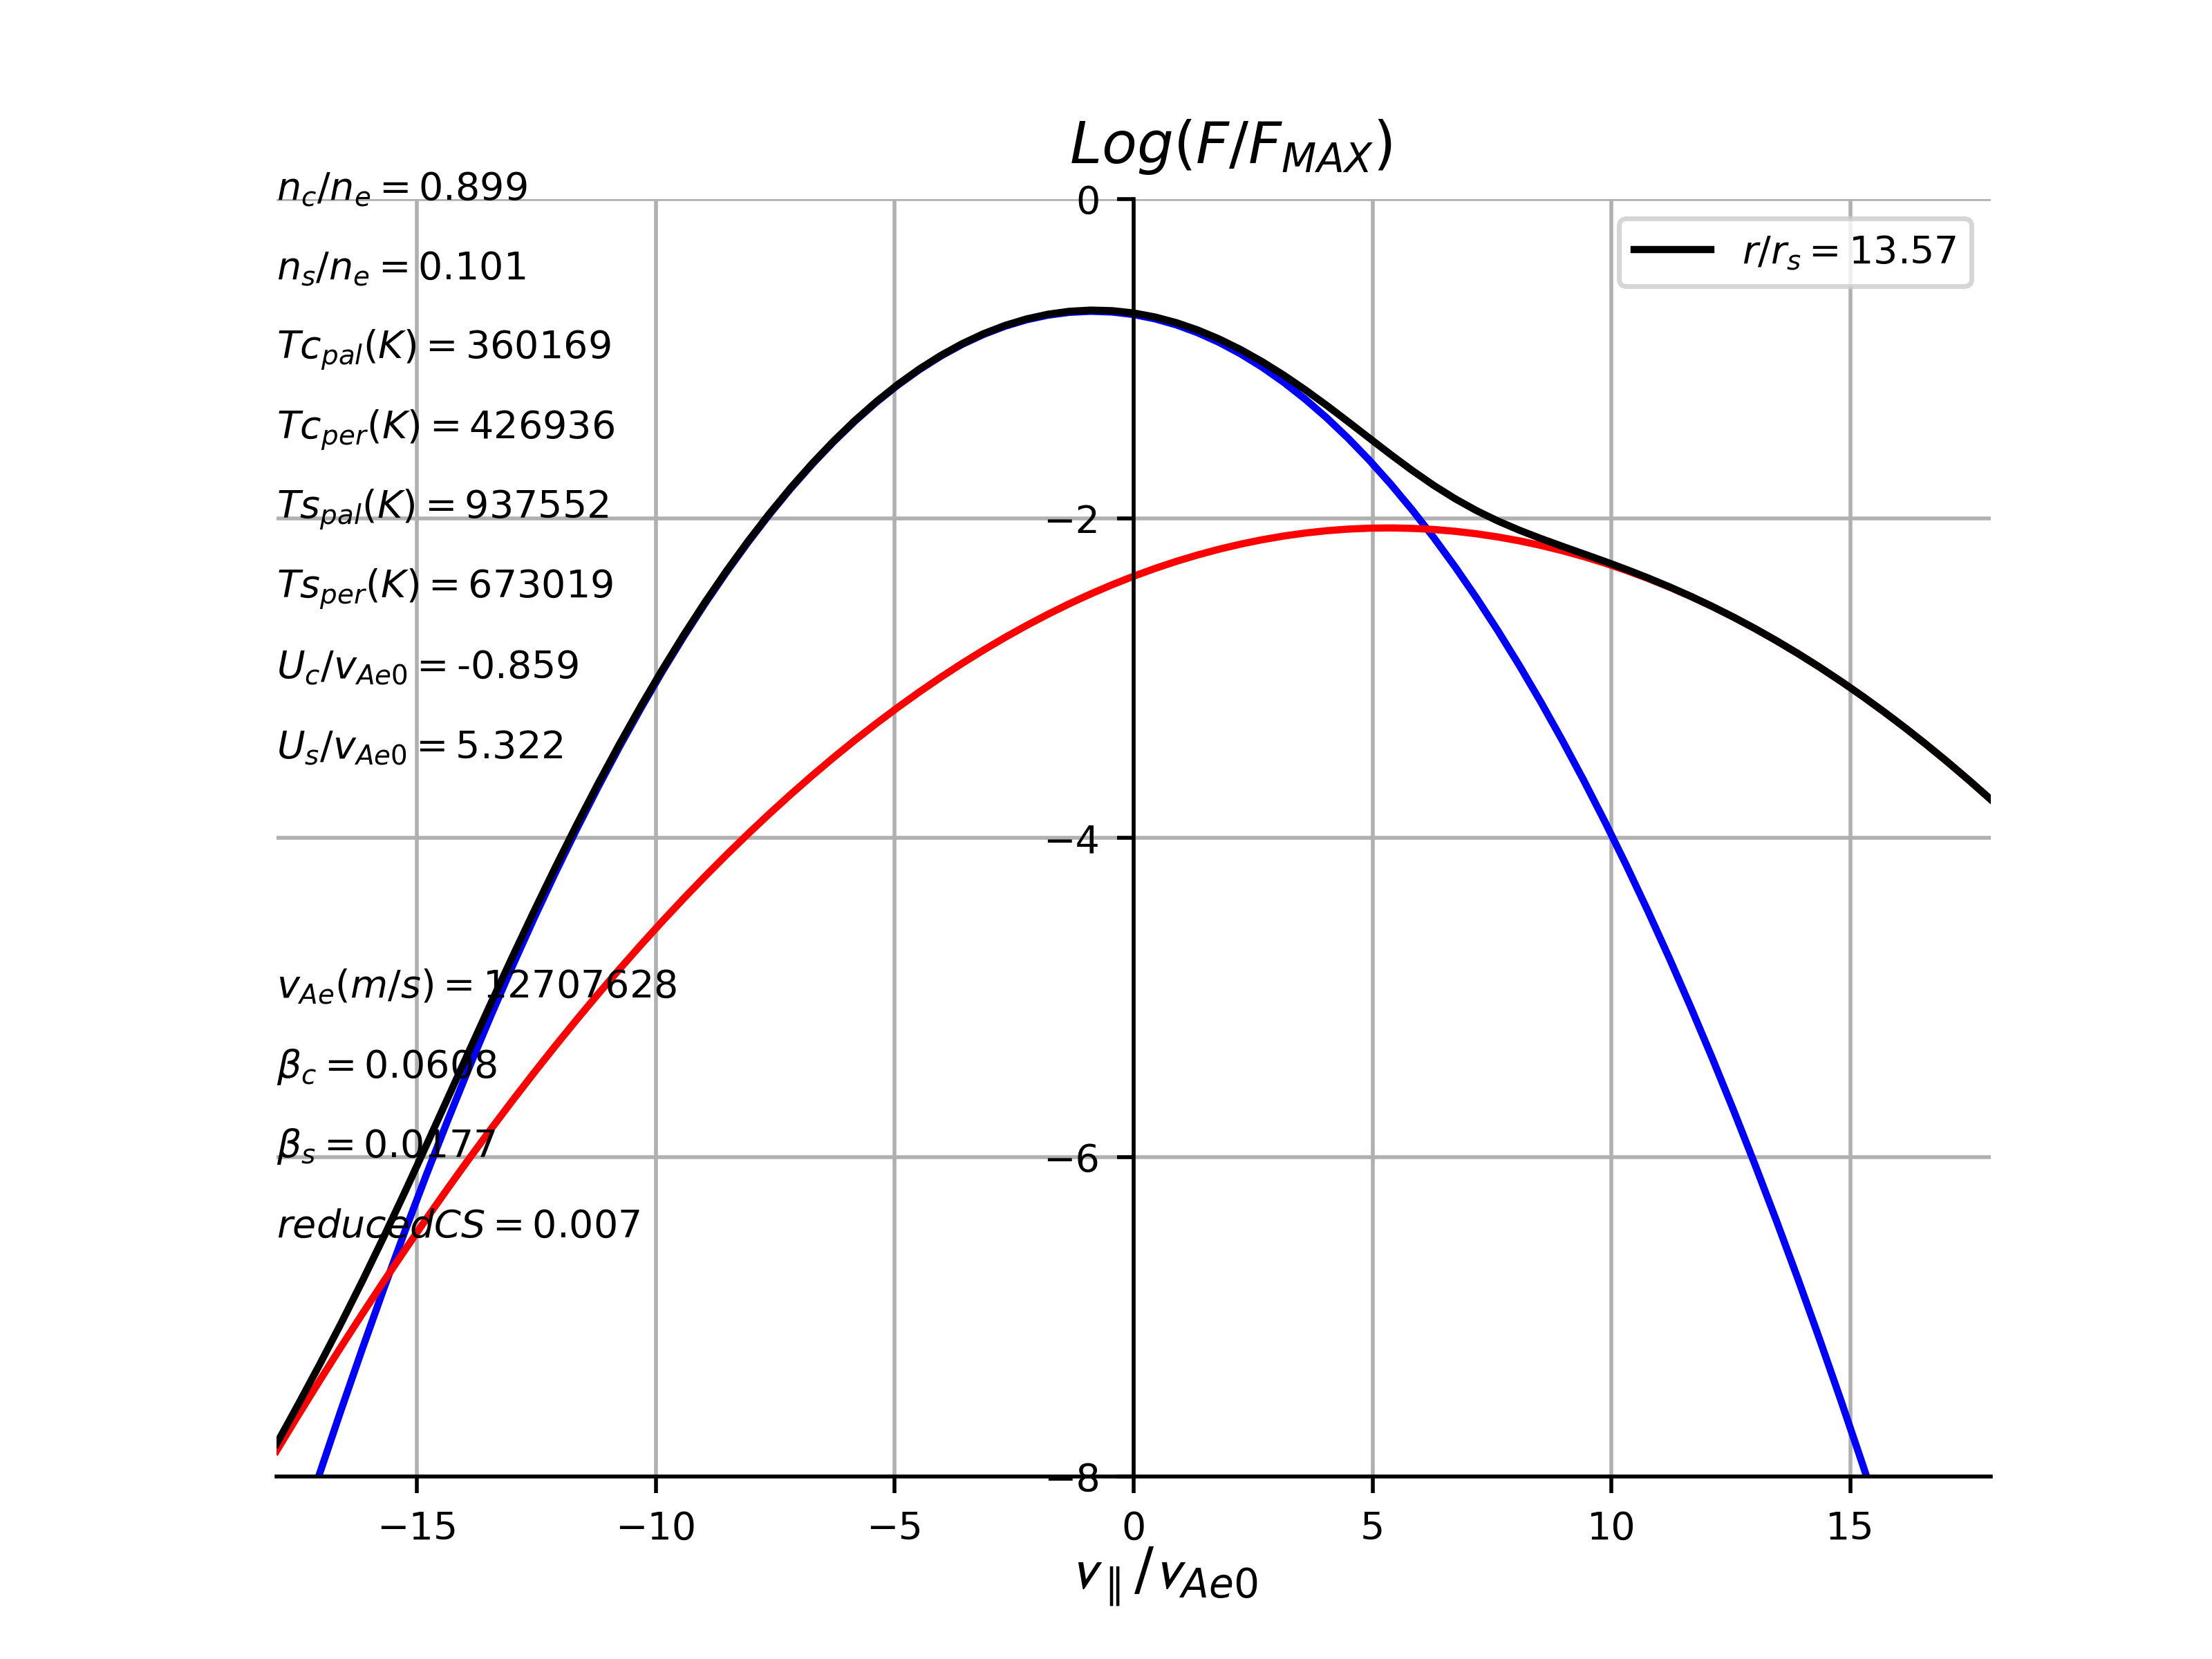 Log(F/F_MAX)
n_c/n_e = 0.899
n_s/n_e = 0.101
Tc_pal(K) = 360169
Tc_per(K) = 426936
Ts_pal(K) = 937552
Ts_per(K) = 673019
U_c/v_Ae0 = -0.859
U_s/v_Ae0 = 5.322
v_Ae(m/s) = 12707628
β_c = 0.0608
β_s = 0.0177
reducedCS = 0.007
r/r_s = 13.57
0
−2
−4
−6
−8
−15 −10 −5 0 5 10 15
v_∥/v_Ae0